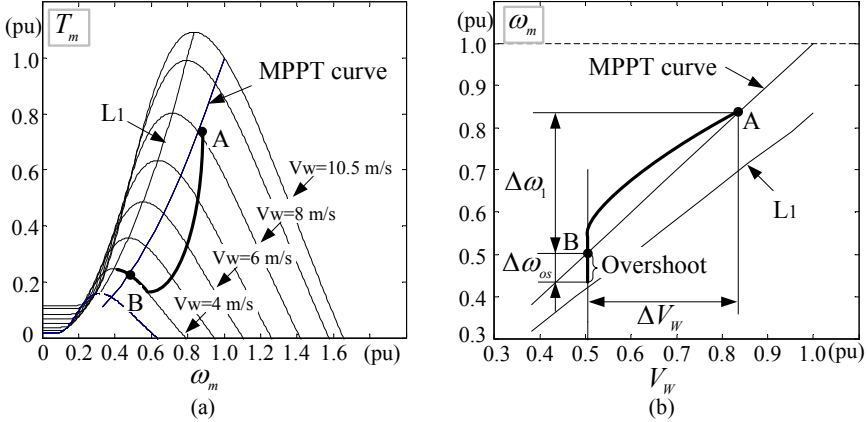 (pu)
T_m
1.0
0.8
0.6
0.4
0.2
0
0 0.2 0.4 0.6 0.8 1.0 1.2 1.4 1.6
(pu)
ω_m
(a)
MPPT curve
L1
A
B
Vw=10.5 m/s
Vw=8 m/s
Vw=6 m/s
Vw=4 m/s
(pu)
ω_m
1.0
0.9
0.8
0.7
0.6
0.5
0.4
0.3
0.3 0.4 0.5 0.6 0.7 0.8 0.9 1.0
(pu)
V_W
(b)
MPPT curve
A
Δω_1
L1
B
Δω_os
Overshoot
ΔV_W